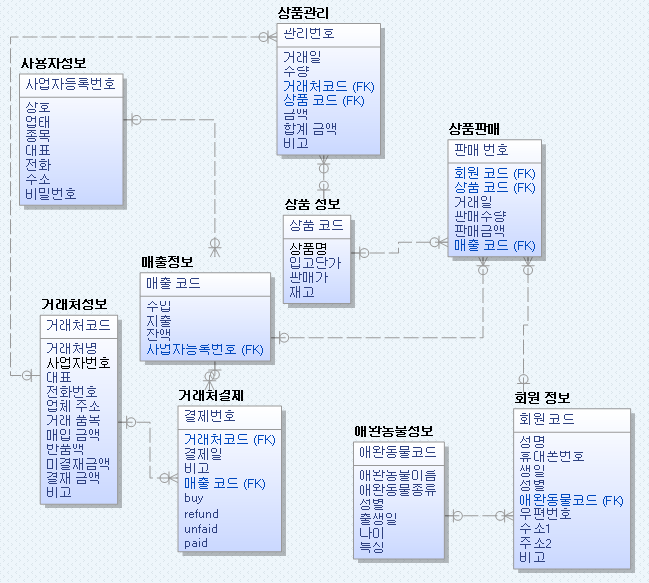 상품관리
관리번호
거래일
수량
거래처코드 (FK)
상품 코드 (FK)
금액
합계 금액
비고
사용자성보
사업자등록번호
상호
업태
종목
대표
전화
수소
비밀번호
상품판매
판매 번호
회원 코드 (FK)
상품 코드 (FK)
거래일
판매수량
판매금액
매출 코드 (FK)
상품 정보
상품 코드
상품명
입고단가
판매가
재고
매출정보
매출 코드
수입
지출
잔액
사업자등록번호 (FK)
거래처성보
거래처코드
거래처명
사업자번호
대표
전화번호
업체 주소
거래 품목
매입 금액
반품액
미결재금액
결재 금액
비고
거래처결제
결제번호
거래처코드 (FK)
결제일
비고
매출 코드 (FK)
buy
refund
unfaid
paid
애완동물정보
애완동물코드
애완동물이름
애완동물종류
성별
출생일
나이
특징
회원 정보
회원 코드
성명
휴대폰번호
생일
성별
애완동물코드 (FK)
우편번호
수소1
주소2
비고